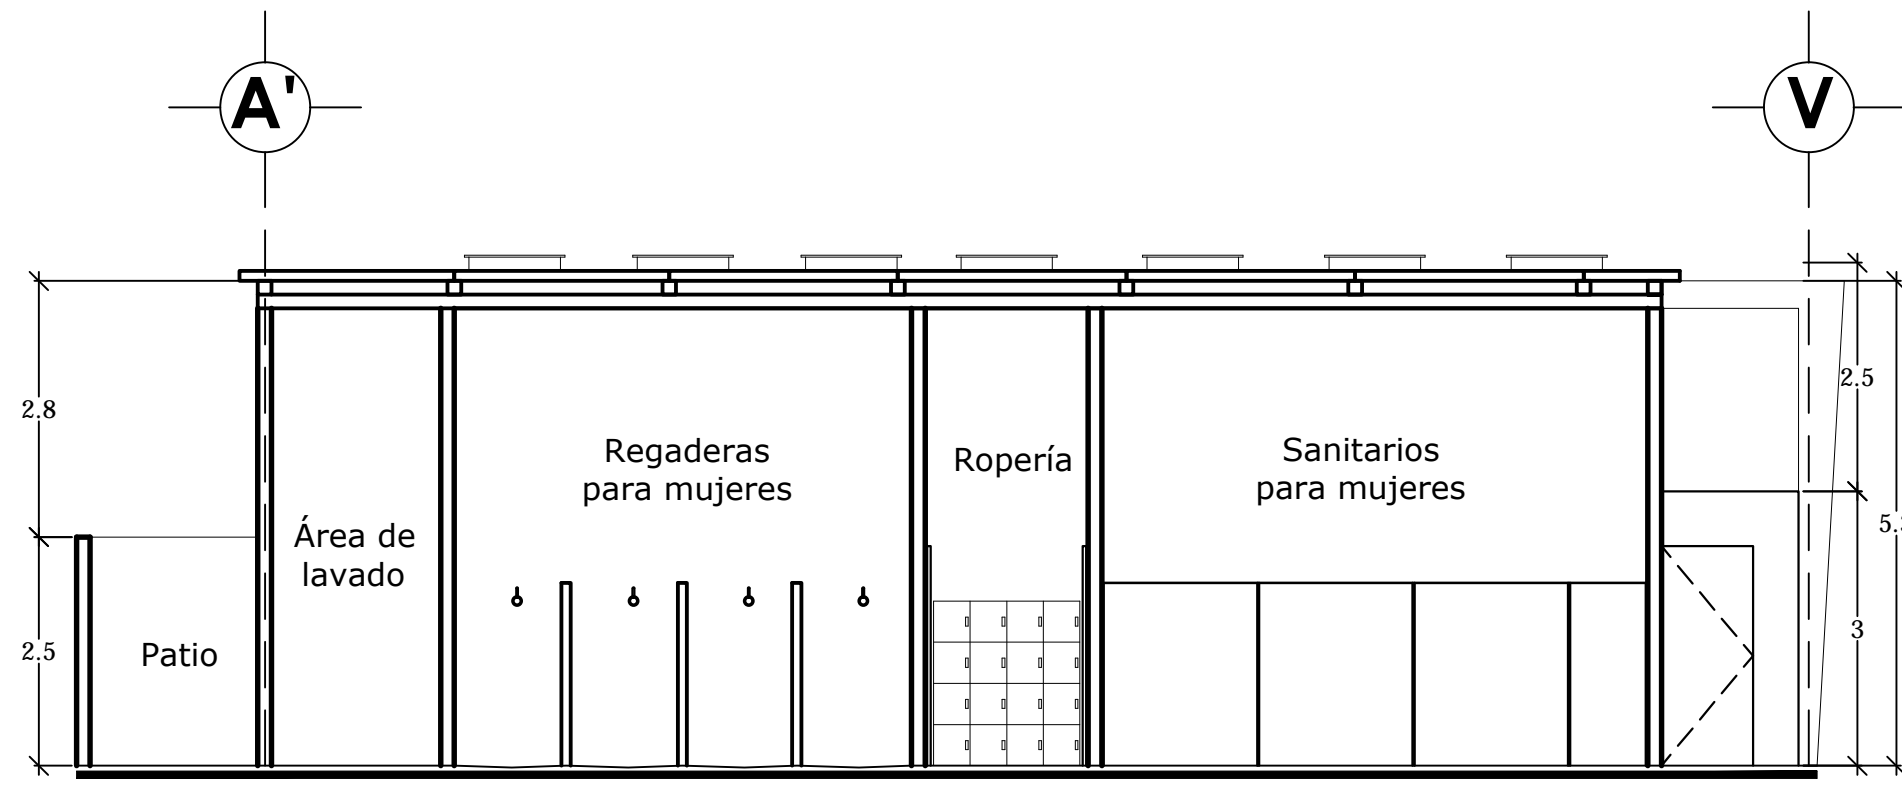 A'
V
2.8
2.5
Regaderas
para mujeres
Ropería
Sanitarios
para mujeres
Área de
lavado
Patio
2.5
3